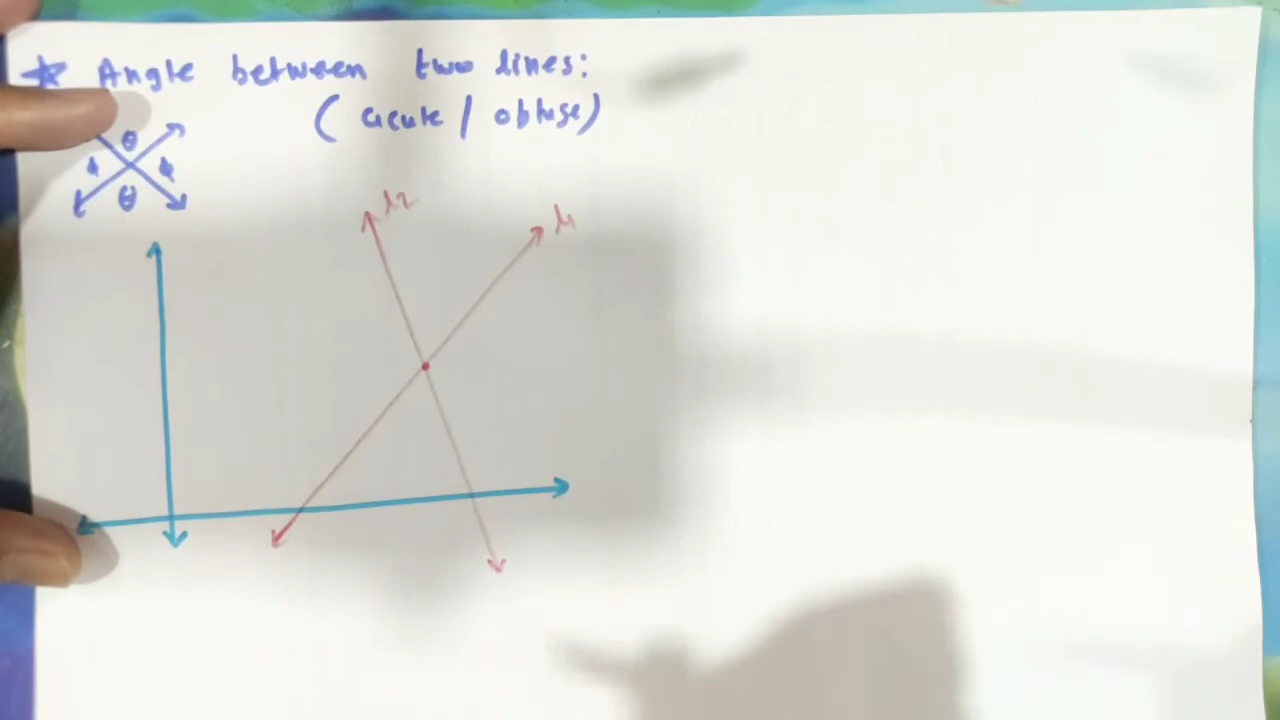 ★ Angle between two lines:
(acute / obtuse)
θ
ϕ ϕ
θ
l2 l1